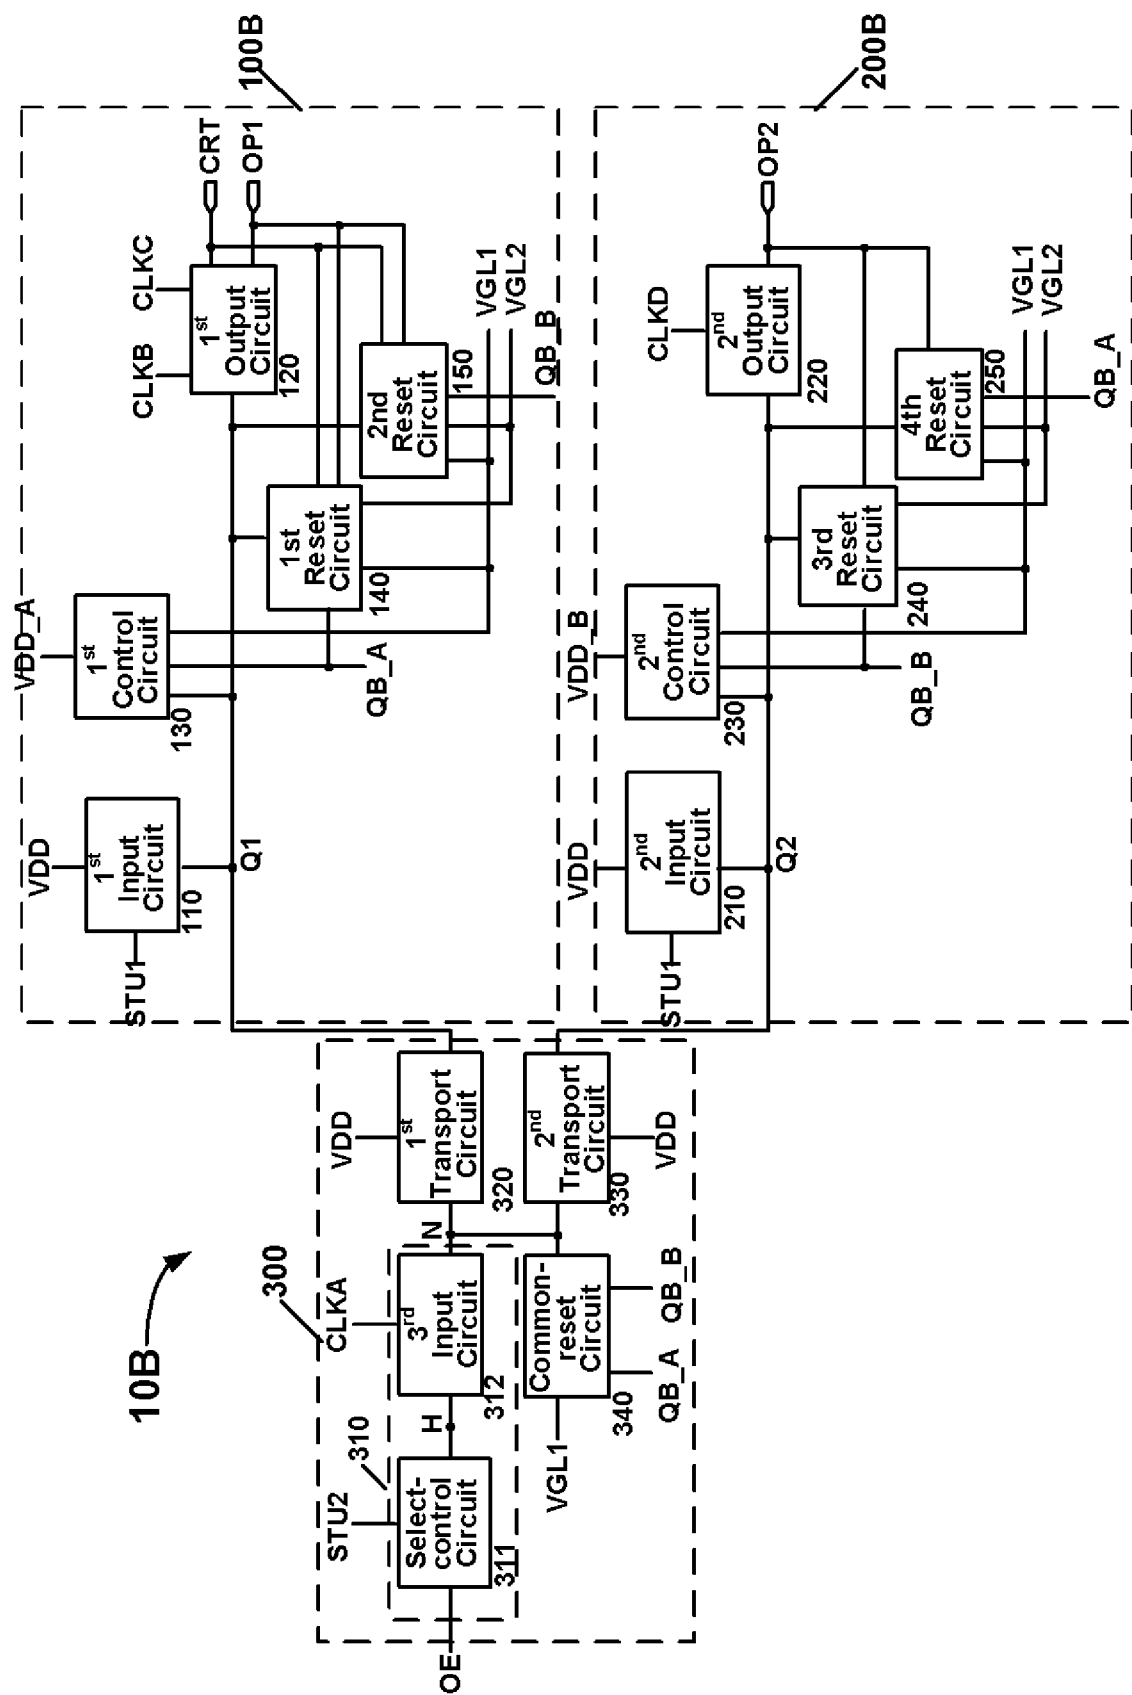 10B
300
310
OE
STU2
Select-
control
Circuit
311
H
CLKA
3rd
Input
Circuit
312
N
VDD
1st
Transport
Circuit
320
2nd
Transport
Circuit
330
VDD
VGL1
Common-
reset
Circuit
340
QB_A
QB_B
100B
STU1
VDD
1st
Input
Circuit
110
Q1
VDD_A
1st
Control
Circuit
130
QB_A
1st
Reset
Circuit
140
CLKB
CLKC
1st
Output
Circuit
120
2nd
Reset
Circuit
150
CRT
OP1
VGL1
VGL2
QB_B
200B
STU1
VDD
2nd
Input
Circuit
210
Q2
VDD_B
2nd
Control
Circuit
230
QB_B
3rd
Reset
Circuit
240
CLKD
2nd
Output
Circuit
220
4th
Reset
Circuit
250
OP2
VGL1
VGL2
QB_A